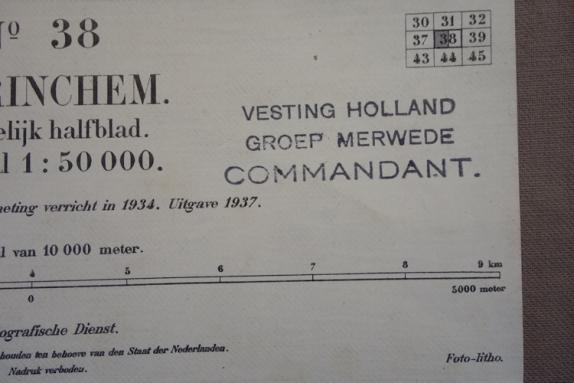 Nº 38
30 31 32
37 38 39
43 44 45
RINCHEM.
elijk halfblad.
l 1 : 50 000.
VESTING HOLLAND
GROEP MERWEDE
COMMANDANT.
meting verricht in 1934. Uitgave 1937.
l van 10 000 meter.
4 5 6 7 8 9 km
0 5000 meter
ografische Dienst.
houden ten behoeve van den Staat der Nederlanden.
Nadruk verboden.
Foto-litho.